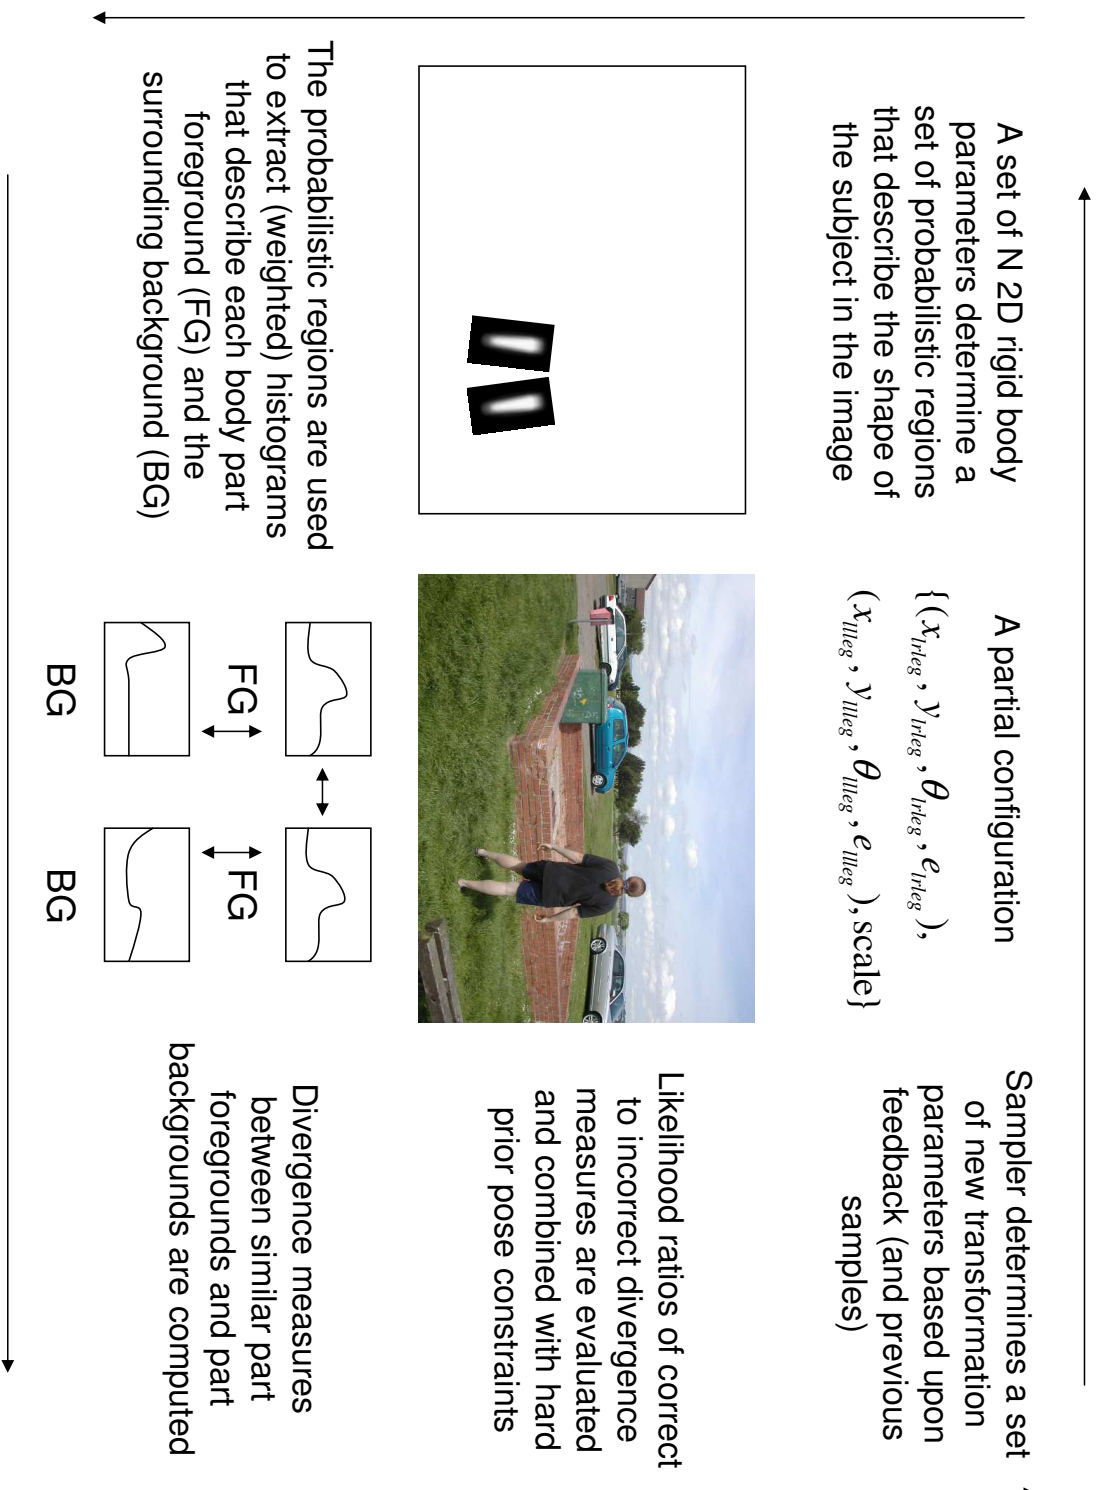 A set of N 2D rigid body
parameters determine a
set of probabilistic regions
that describe the shape of
the subject in the image
A partial configuration
{(x_lrleg, y_lrleg, θ_lrleg, e_lrleg),
(x_llleg, y_llleg, θ_llleg, e_llleg), scale}
Sampler determines a set
of new transformation
parameters based upon
feedback (and previous
samples)
Likelihood ratios of correct
to incorrect divergence
measures are evaluated
and combined with hard
prior pose constraints
The probabilistic regions are used
to extract (weighted) histograms
that describe each body part
foreground (FG) and the
surrounding background (BG)
FG
FG
BG
BG
Divergence measures
between similar part
foregrounds and part
backgrounds are computed